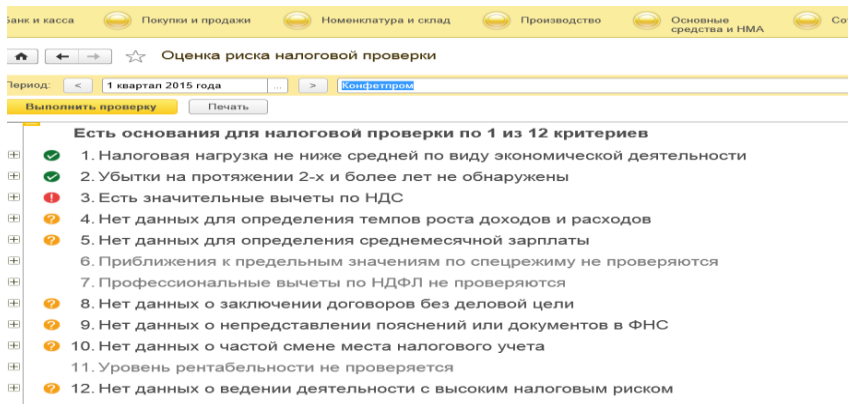 Банк и касса
Покупки и продажи
Номенклатура и склад
Производство
Основные
средства и НМА
Оценка риска налоговой проверки
Период: < 1 квартал 2015 года ... > Конфетпром
Выполнить проверку Печать
Есть основания для налоговой проверки по 1 из 12 критериев
1. Налоговая нагрузка не ниже средней по виду экономической деятельности
2. Убытки на протяжении 2-х и более лет не обнаружены
3. Есть значительные вычеты по НДС
4. Нет данных для определения темпов роста доходов и расходов
5. Нет данных для определения среднемесячной зарплаты
6. Приближения к предельным значениям по спецрежиму не проверяются
7. Профессиональные вычеты по НДФЛ не проверяются
8. Нет данных о заключении договоров без деловой цели
9. Нет данных о непредставлении пояснений или документов в ФНС
10. Нет данных о частой смене места налогового учета
11. Уровень рентабельности не проверяется
12. Нет данных о ведении деятельности с высоким налоговым риском